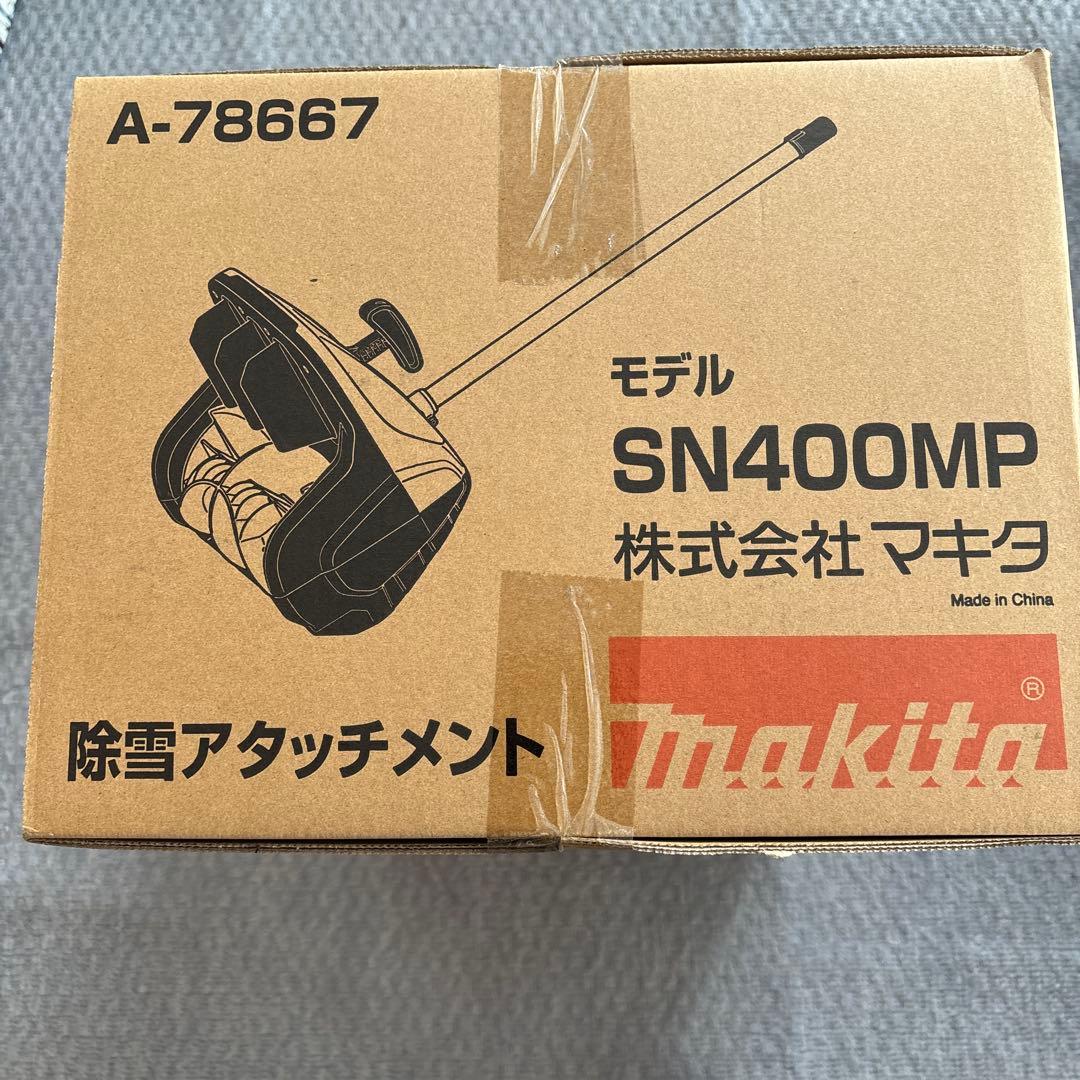 A-78667
モデル
SN400MP
株式会社マキタ
Made in China
除雪アタッチメント
makita®